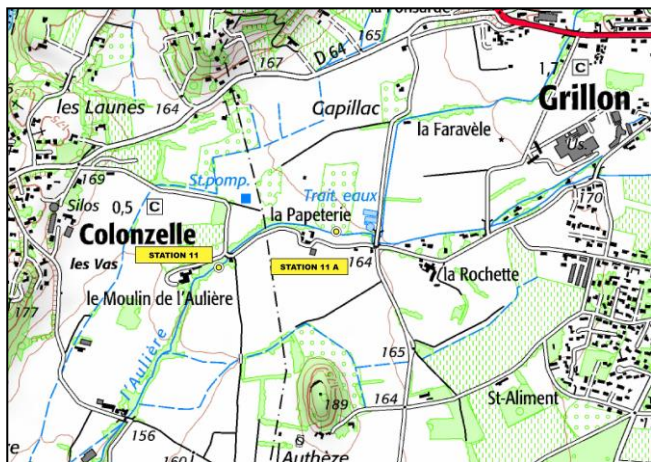 D 64
165
167
les Launes
164
Capillac
1,7 C
Grillon
la Faravèle
Us.
169
St.pomp.
Trait. eaux
170
Silos
0,5 C
la Papeterie
Colonzelle
STATION 11
les Vas
STATION 11 A
164
la Rochette
le Moulin de l'Aulière
177
l'Aulière
165
189
164
St-Aliment
156
160
Authèze